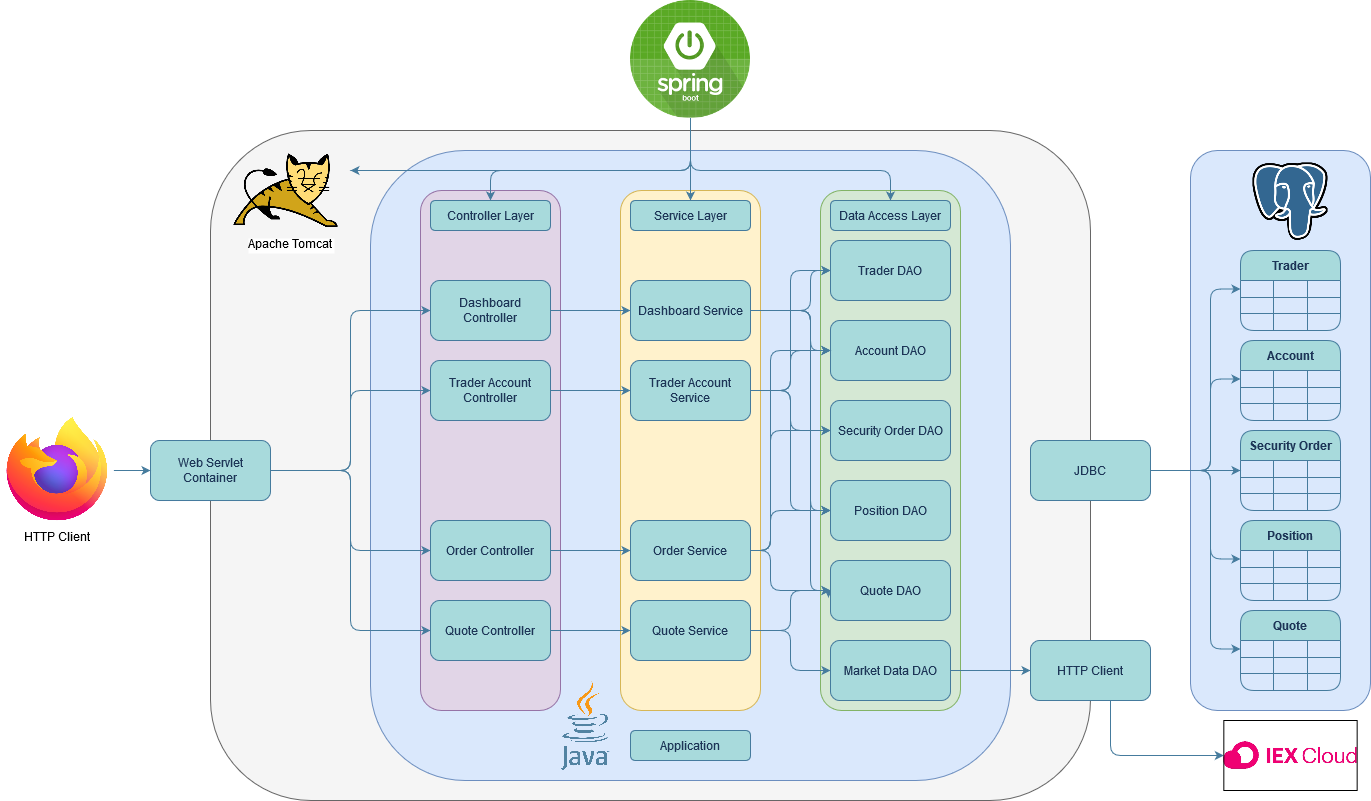 spring
boot
Apache Tomcat
Controller Layer
Service Layer
Data Access Layer
Trader DAO
Trader
Dashboard
Controller
Dashboard Service
Account DAO
Account
Trader Account
Controller
Trader Account
Service
Security Order DAO
Security Order
Web Servlet
Container
JDBC
HTTP Client
Position DAO
Position
Order Controller
Order Service
Quote DAO
Quote
Quote Controller
Quote Service
Market Data DAO
HTTP Client
Java
Application
IEX Cloud